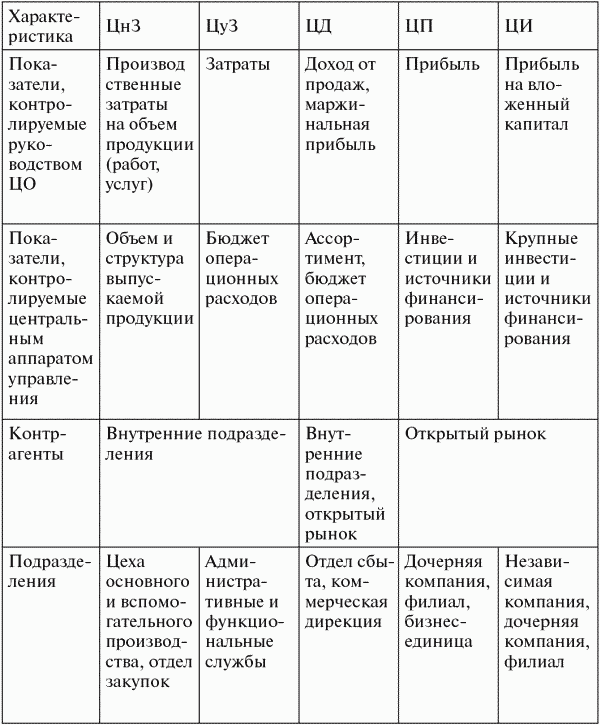 Характе-
ристика
ЦнЗ
ЦуЗ
ЦД
ЦП
ЦИ
Пока-
затели,
контро-
лируемые
руко-
водством
ЦО
Производ
ственные
затраты
на объем
продукции
(работ,
услуг)
Затраты
Доход от
продаж,
маржи-
нальная
прибыль
Прибыль
Прибыль
на вло-
женный
капитал
Пока-
затели,
контро-
лируемые
централь-
ным
аппаратом
управле-
ния
Объем и
структура
выпус-
каемой
продукции
Бюджет
опера-
ционных
расходов
Ассор-
тимент,
бюджет
опера-
ционных
расходов
Инве-
стиции и
источники
финанси-
рования
Крупные
инвести-
ции и
источники
финанси-
рования
Контр-
агенты
Внутренние подразде-
ления
Внут-
ренние
подраз-
деления,
открытый
рынок
Открытый рынок
Подразде-
ления
Цеха
основного
и вспомо-
гательного
производ-
ства, отдел
закупок
Адми-
нистра-
тивные и
функцио-
нальные
службы
Отдел сбы-
та, ком-
мерческая
дирекция
Дочерняя
компания,
филиал,
бизнес-
единица
Незави-
симая
компания,
дочерняя
компания,
филиал